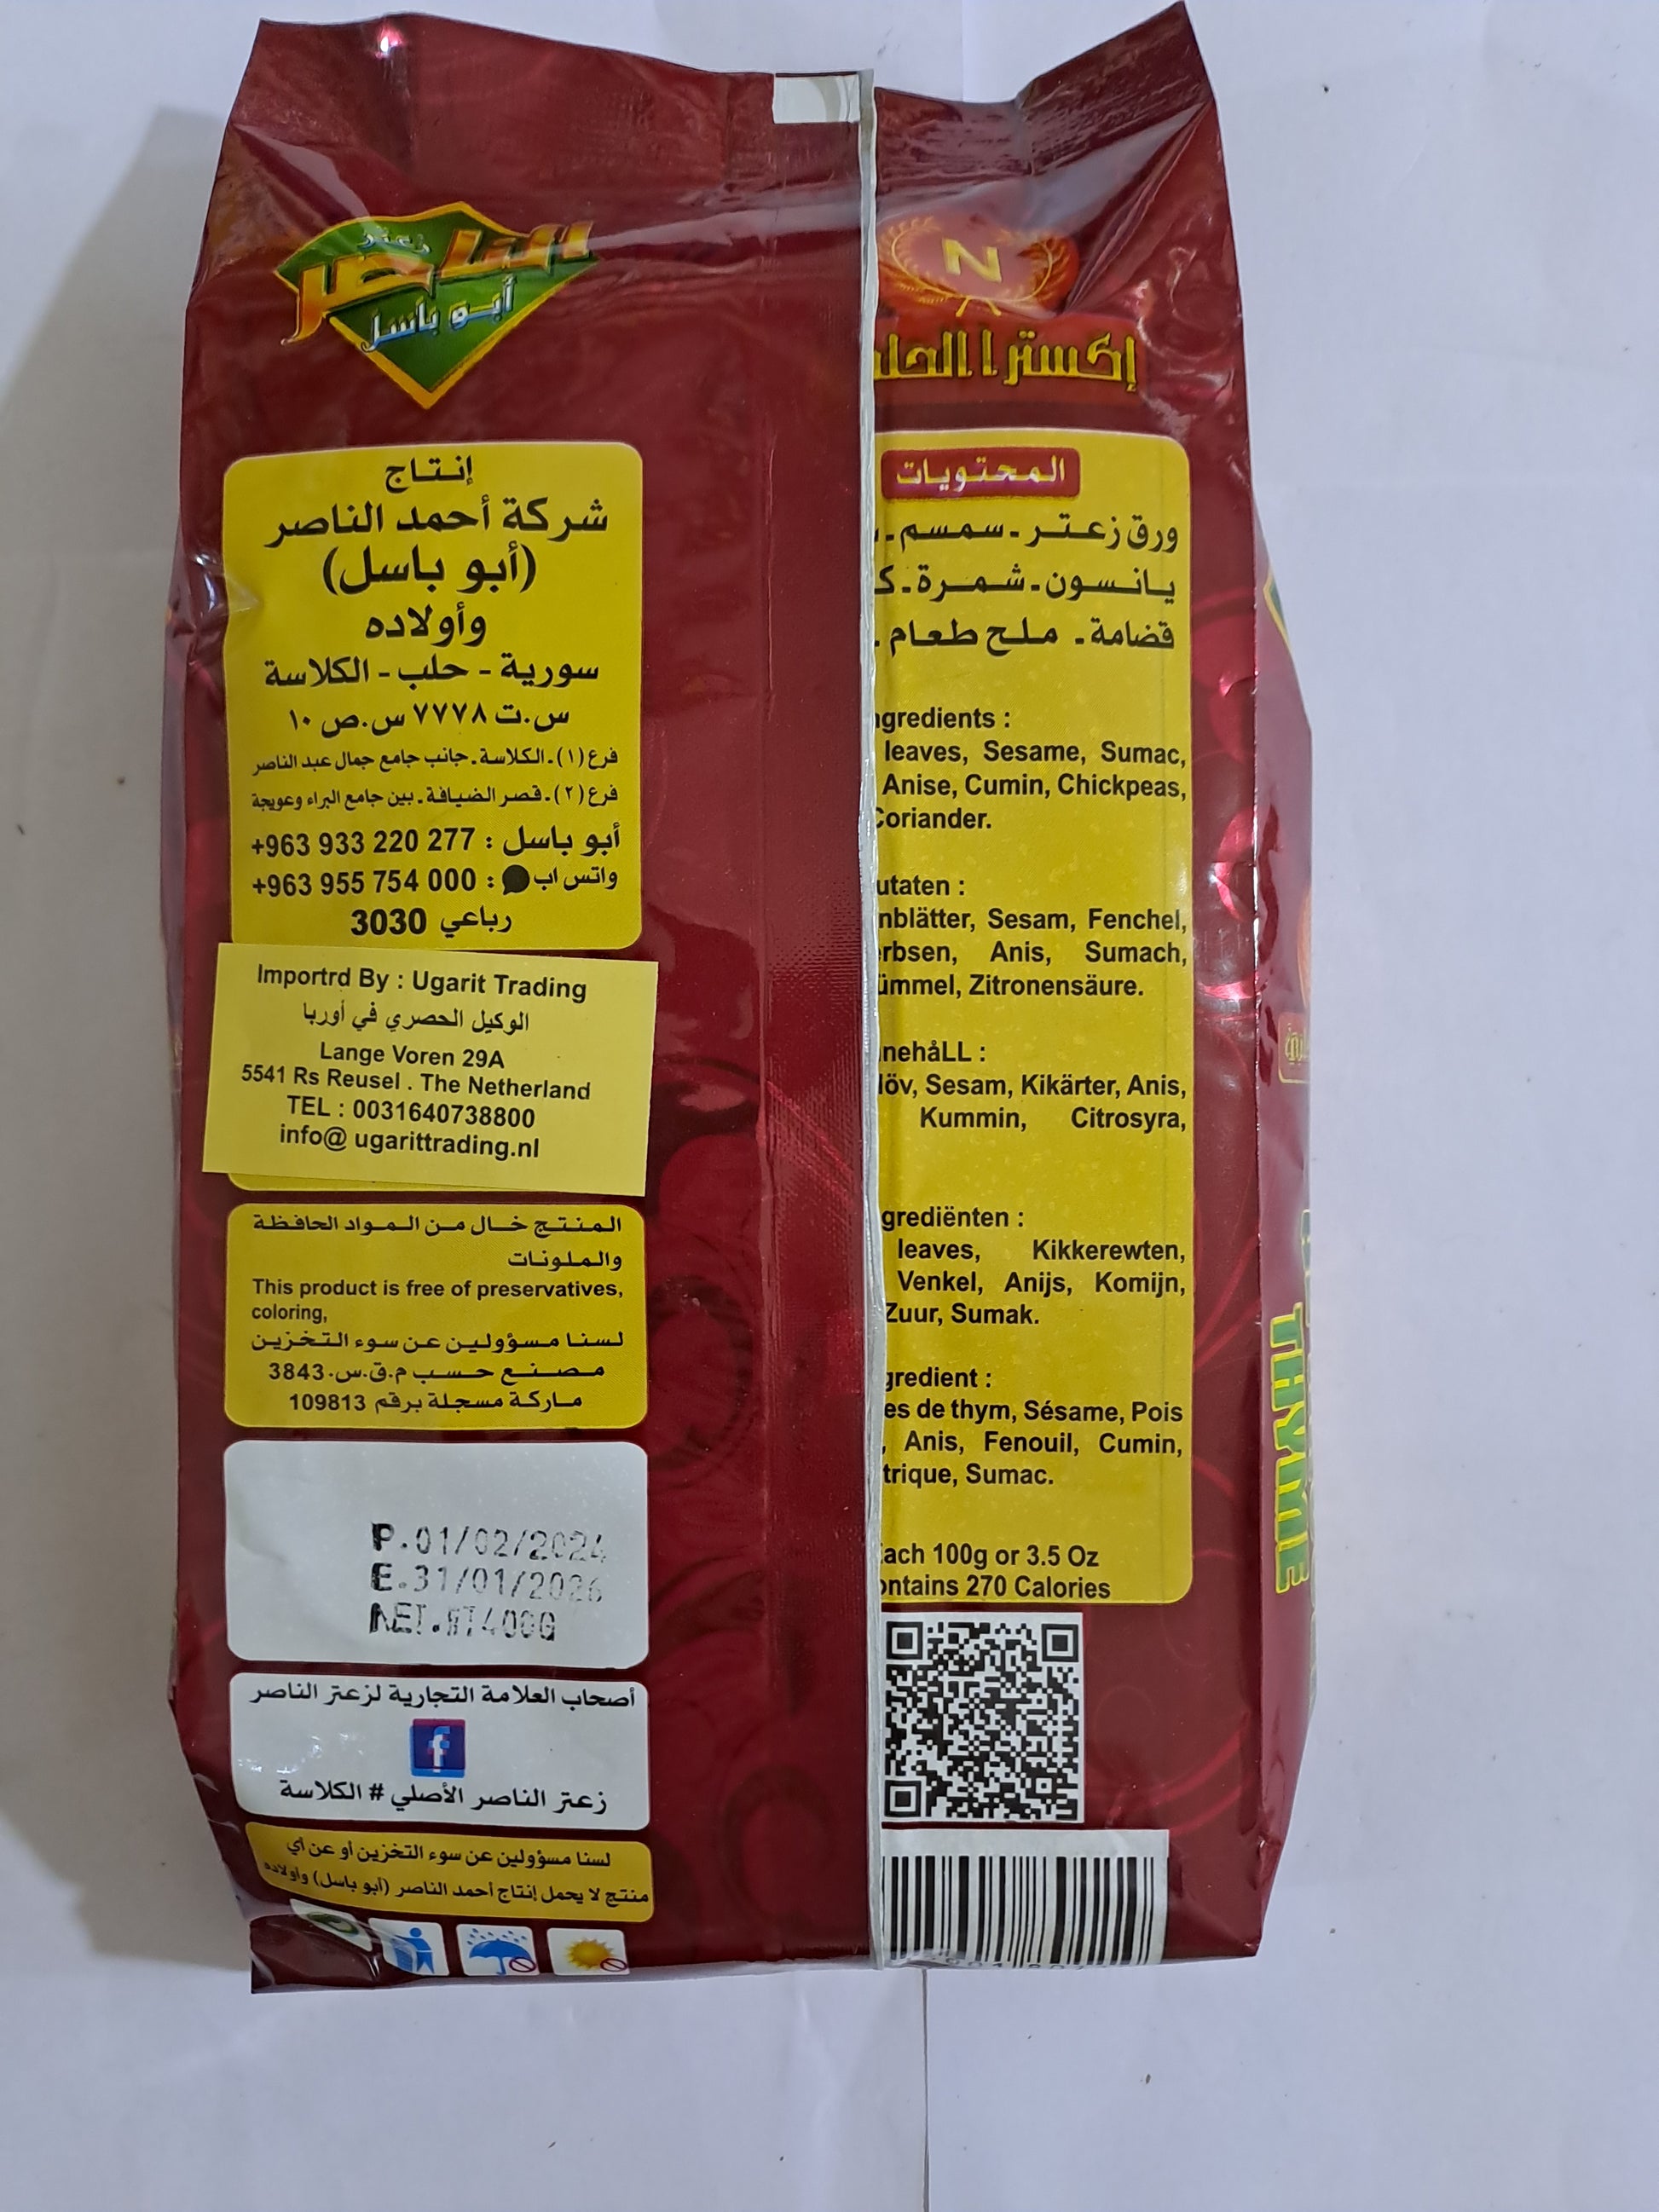 زعتر
الناصر
أبو باسل
إنتاج
شركة أحمد الناصر
(أبو باسل)
وأولاده
سورية - حلب - الكلاسة
س.ت ٧٧٧٨ س.ص ١٠
فرع (١) ـ الكلاسة ـ جانب جامع جمال عبد الناصر
فرع (٢) ـ قصر الضيافة ـ بين جامع البراء وعويجة
أبو باسل : 277 220 933 963+
واتس اب : 000 754 955 963+
رباعي 3030
Importrd By : Ugarit Trading
الوكيل الحصري في أوربا
Lange Voren 29A
5541 Rs Reusel . The Netherland
TEL : 0031640738800
info@ ugarittrading.nl
المنتج خال من المواد الحافظة
والملونات
This product is free of preservatives,
coloring,
لسنا مسؤولين عن سوء التخزين
مصنع حسب م.ق.س.3843
ماركة مسجلة برقم 109813
P.01/02/2024
E.31/01/2026
NET.WT400G
أصحاب العلامة التجارية لزعتر الناصر
f
زعتر الناصر الأصلي # الكلاسة
لسنا مسؤولين عن سوء التخزين أو عن أي
منتج لا يحمل إنتاج أحمد الناصر (أبو باسل) وأولاده
N
إكسترا
المحتويات
ورق زعتر ـ سمسم ـ
يانسون ـ شمرة ـ ك
قضامة ـ ملح طعام ـ
ngredients :
leaves, Sesame, Sumac,
Anise, Cumin, Chickpeas,
Coriander.
utaten :
nblätter, Sesam, Fenchel,
erbsen, Anis, Sumach,
ümmel, Zitronensäure.
nnehåLL :
löv, Sesam, Kikärter, Anis,
Kummin, Citrosyra,
grediënten :
leaves, Kikkerewten,
Venkel, Anijs, Komijn,
Zuur, Sumak.
gredient :
es de thym, Sésame, Pois
, Anis, Fenouil, Cumin,
trique, Sumac.
Each 100g or 3.5 Oz
ontains 270 Calories
THYME